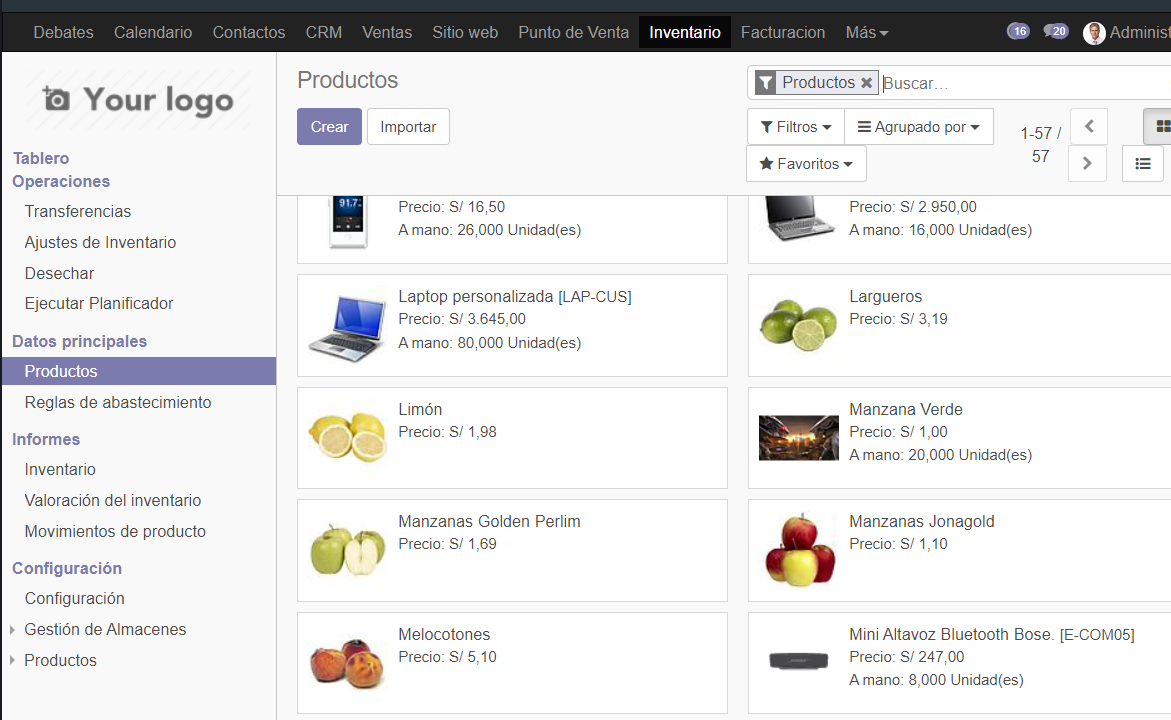 Debates Calendario Contactos CRM Ventas Sitio web Punto de Venta Inventario Facturacion Más 16 20 Administ
Your logo
Tablero
Operaciones
Transferencias
Ajustes de Inventario
Desechar
Ejecutar Planificador
Datos principales
Productos
Reglas de abastecimiento
Informes
Inventario
Valoración del inventario
Movimientos de producto
Configuración
Configuración
Gestión de Almacenes
Productos
Productos
Productos Buscar…
Crear Importar
Filtros Agrupado por
1-57 /
57
Favoritos
91.7
Precio: S/ 16,50
A mano: 26,000 Unidad(es)
Precio: S/ 2.950,00
A mano: 16,000 Unidad(es)
Laptop personalizada [LAP-CUS]
Precio: S/ 3.645,00
A mano: 80,000 Unidad(es)
Largueros
Precio: S/ 3,19
Limón
Precio: S/ 1,98
Manzana Verde
Precio: S/ 1,00
A mano: 20,000 Unidad(es)
Manzanas Golden Perlim
Precio: S/ 1,69
Manzanas Jonagold
Precio: S/ 1,10
Melocotones
Precio: S/ 5,10
Mini Altavoz Bluetooth Bose. [E-COM05]
Precio: S/ 247,00
A mano: 8,000 Unidad(es)